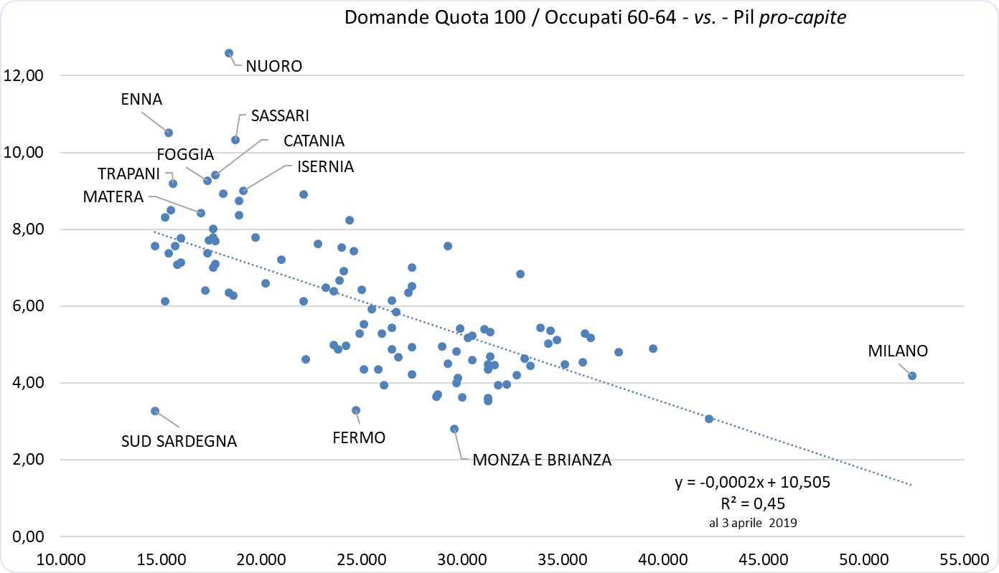 Domande Quota 100 / Occupati 60-64 - vs. - Pil pro-capite
NUORO
12,00
ENNA
SASSARI
CATANIA
10,00
FOGGIA
ISERNIA
TRAPANI
MATERA
8,00
6,00
MILANO
4,00
FERMO
SUD SARDEGNA
2,00
MONZA E BRIANZA
y = -0,0002x + 10,505
R² = 0,45
al 3 aprile 2019
0,00
10.000 15.000 20.000 25.000 30.000 35.000 40.000 45.000 50.000 55.000